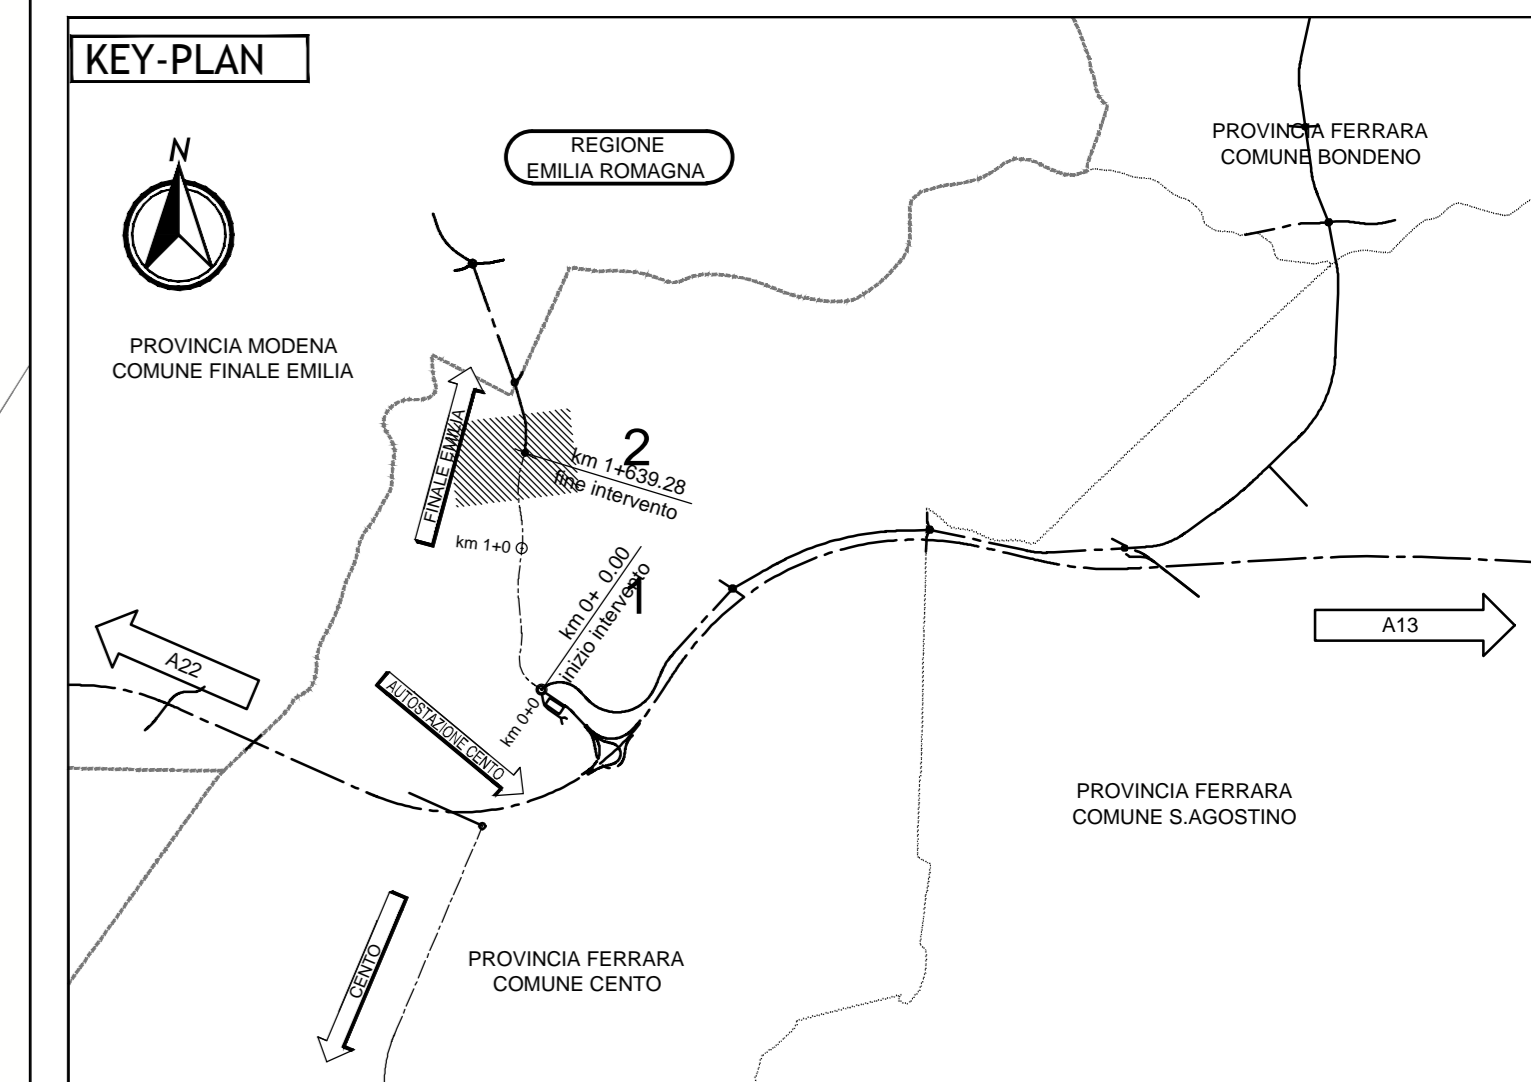 KEY-PLAN
N
REGIONE
EMILIA ROMAGNA
PROVINCIA FERRARA
COMUNE BONDENO
PROVINCIA MODENA
COMUNE FINALE EMILIA
FINALE EMILIA
2
km 1+639.28
fine intervento
km 1+0
km 0+ 0.00
inizio intervento
1
A13
A22
AUTOSTAZIONE CENTO
km 0+0
PROVINCIA FERRARA
COMUNE S.AGOSTINO
CENTO
PROVINCIA FERRARA
COMUNE CENTO